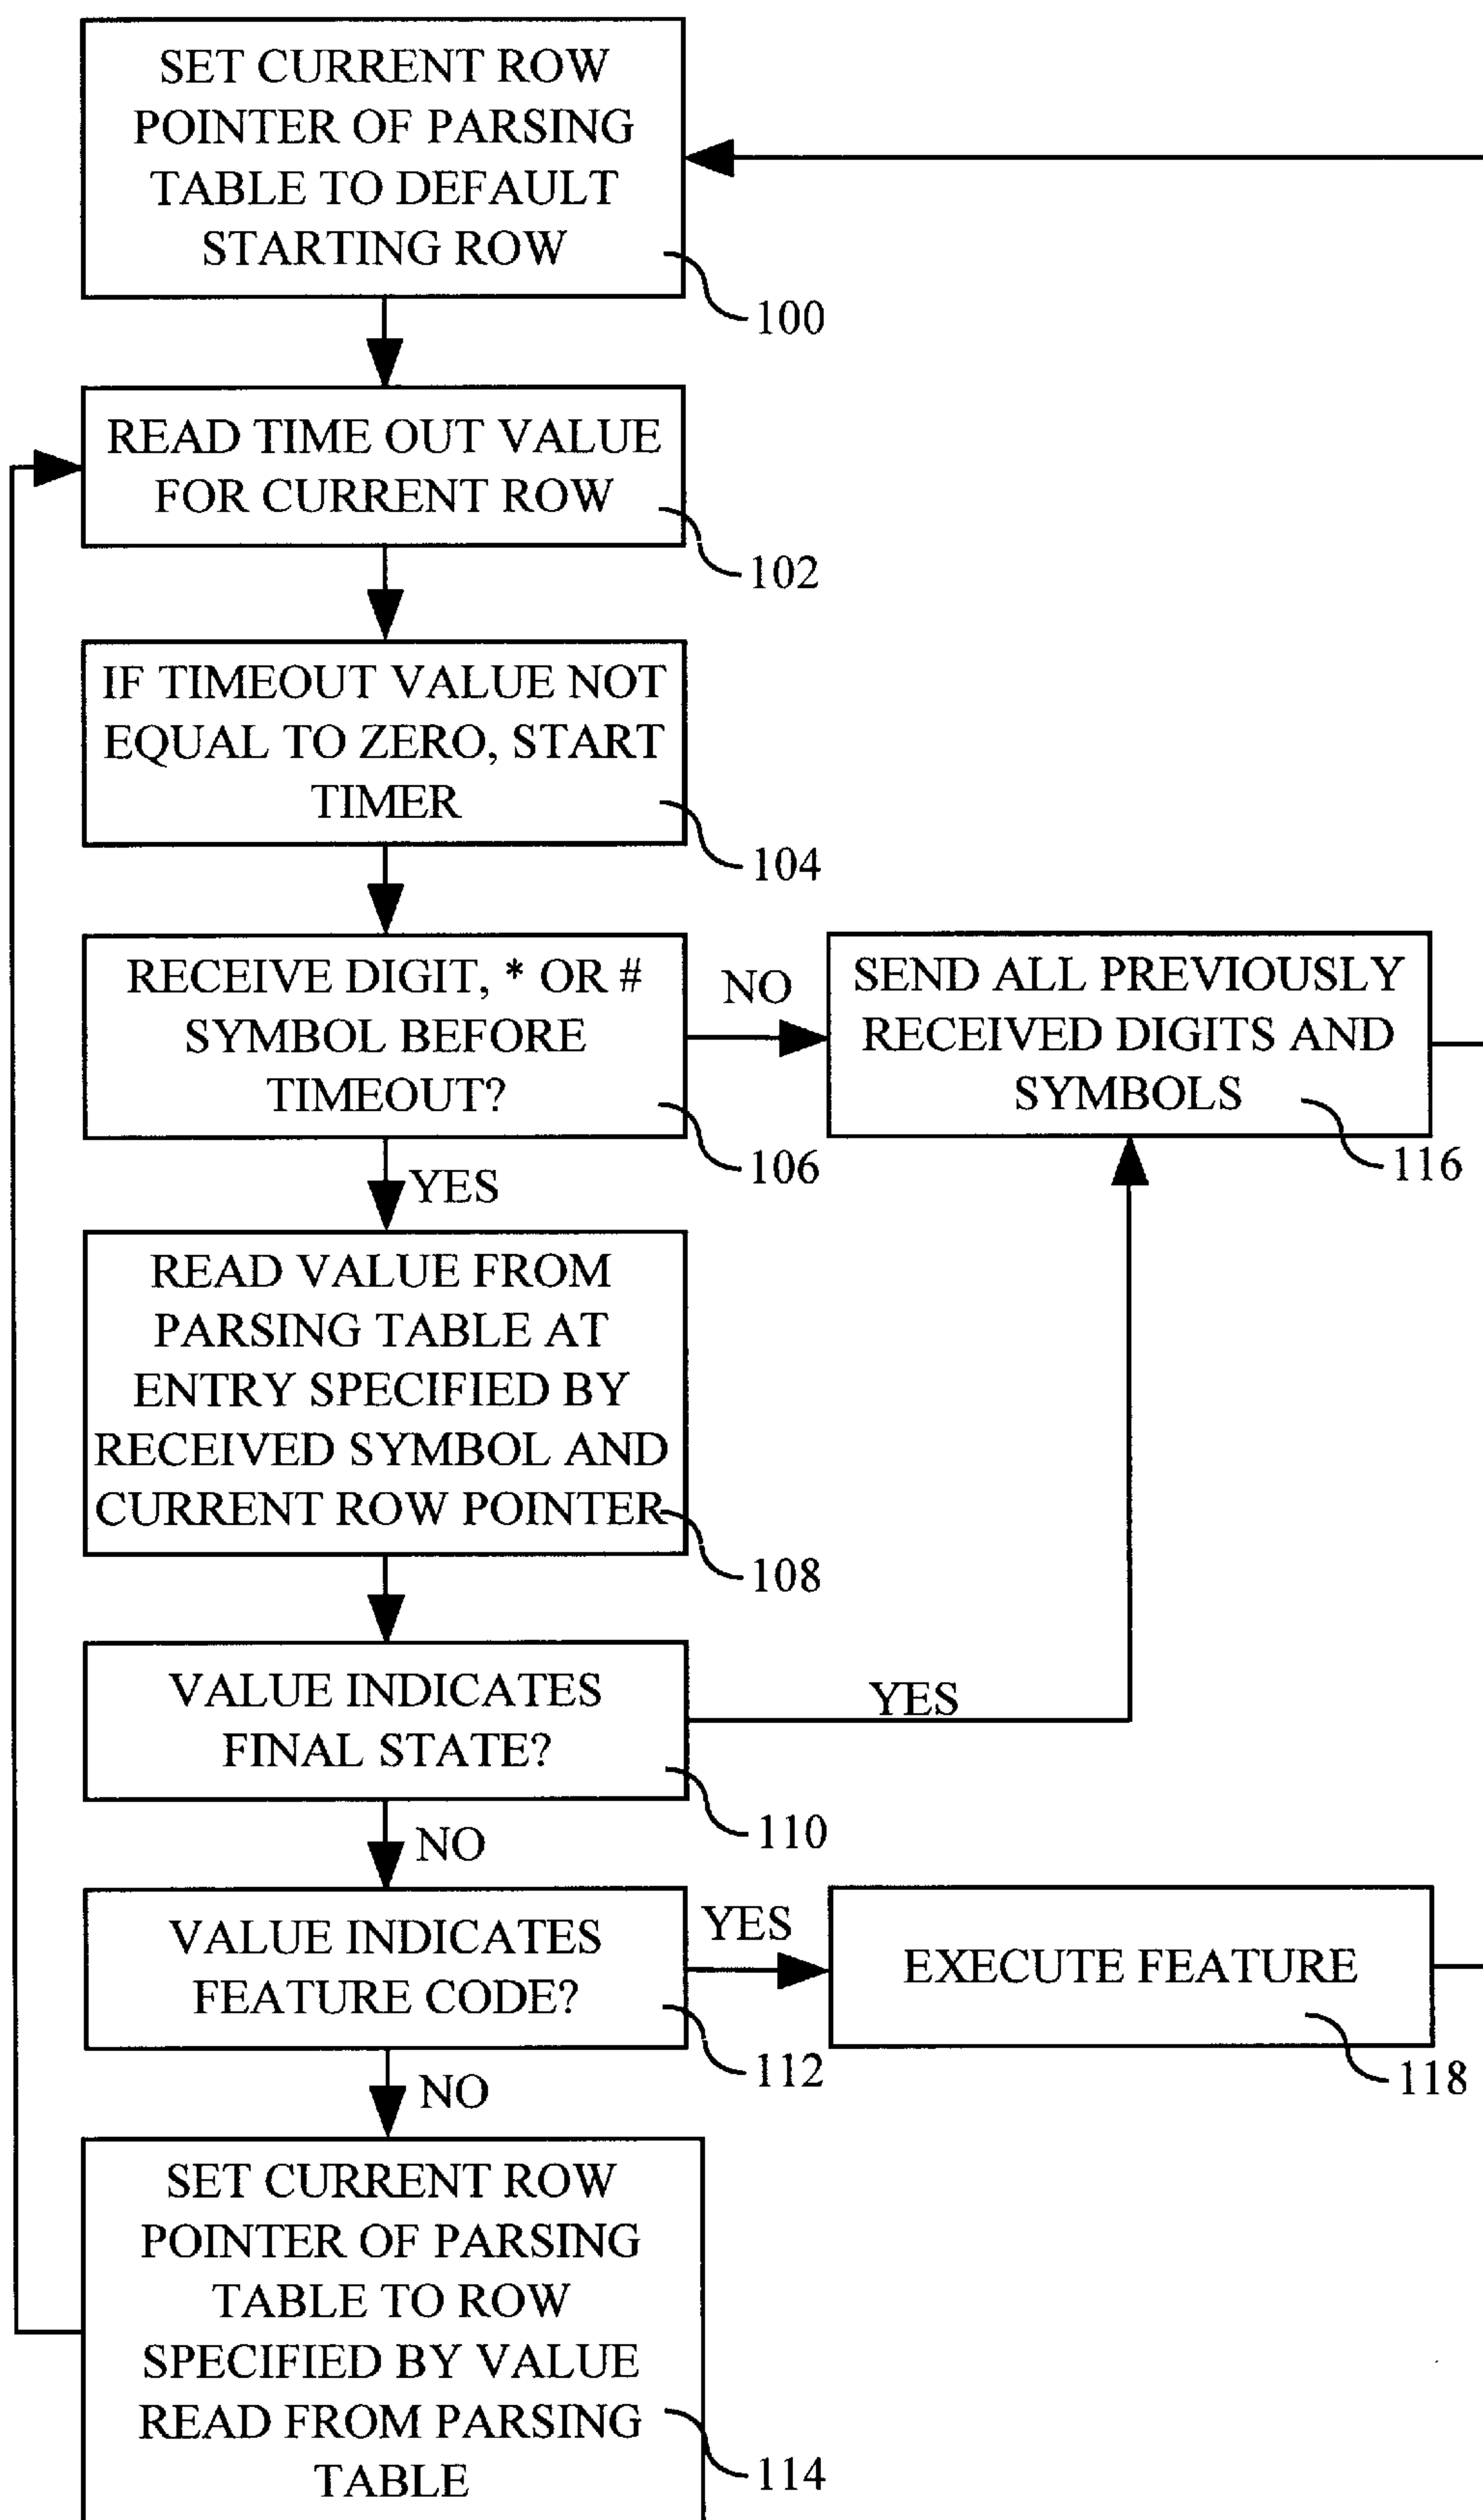 SET CURRENT ROW
POINTER OF PARSING
TABLE TO DEFAULT
STARTING ROW
100
READ TIME OUT VALUE
FOR CURRENT ROW
102
IF TIMEOUT VALUE NOT
EQUAL TO ZERO, START
TIMER
104
RECEIVE DIGIT, * OR #
SYMBOL BEFORE
TIMEOUT?
106
NO
SEND ALL PREVIOUSLY
RECEIVED DIGITS AND
SYMBOLS
116
YES
READ VALUE FROM
PARSING TABLE AT
ENTRY SPECIFIED BY
RECEIVED SYMBOL AND
CURRENT ROW POINTER
108
VALUE INDICATES
FINAL STATE?
110
YES
NO
VALUE INDICATES
FEATURE CODE?
112
YES
EXECUTE FEATURE
118
NO
SET CURRENT ROW
POINTER OF PARSING
TABLE TO ROW
SPECIFIED BY VALUE
READ FROM PARSING
TABLE
114